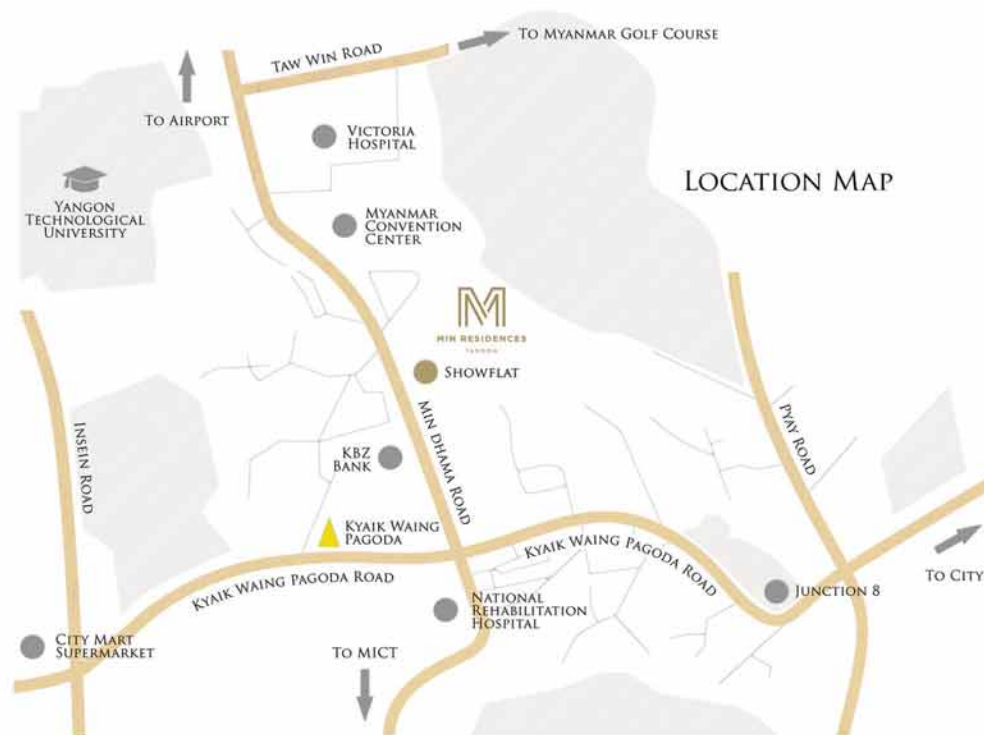 To Myanmar Golf Course
Taw Win Road
To Airport
Victoria
Hospital
Location Map
Yangon
Technological
University
Myanmar
Convention
Center
M
MIN RESIDENCES
YANGON
Showflat
Min Dhama Road
Pyay Road
Insein Road
KBZ
Bank
Kyaik Waing
Pagoda
Kyaik Waing Pagoda Road
Kyaik Waing Pagoda Road
To City
Junction 8
National
Rehabilitation
Hospital
City Mart
Supermarket
To MICT